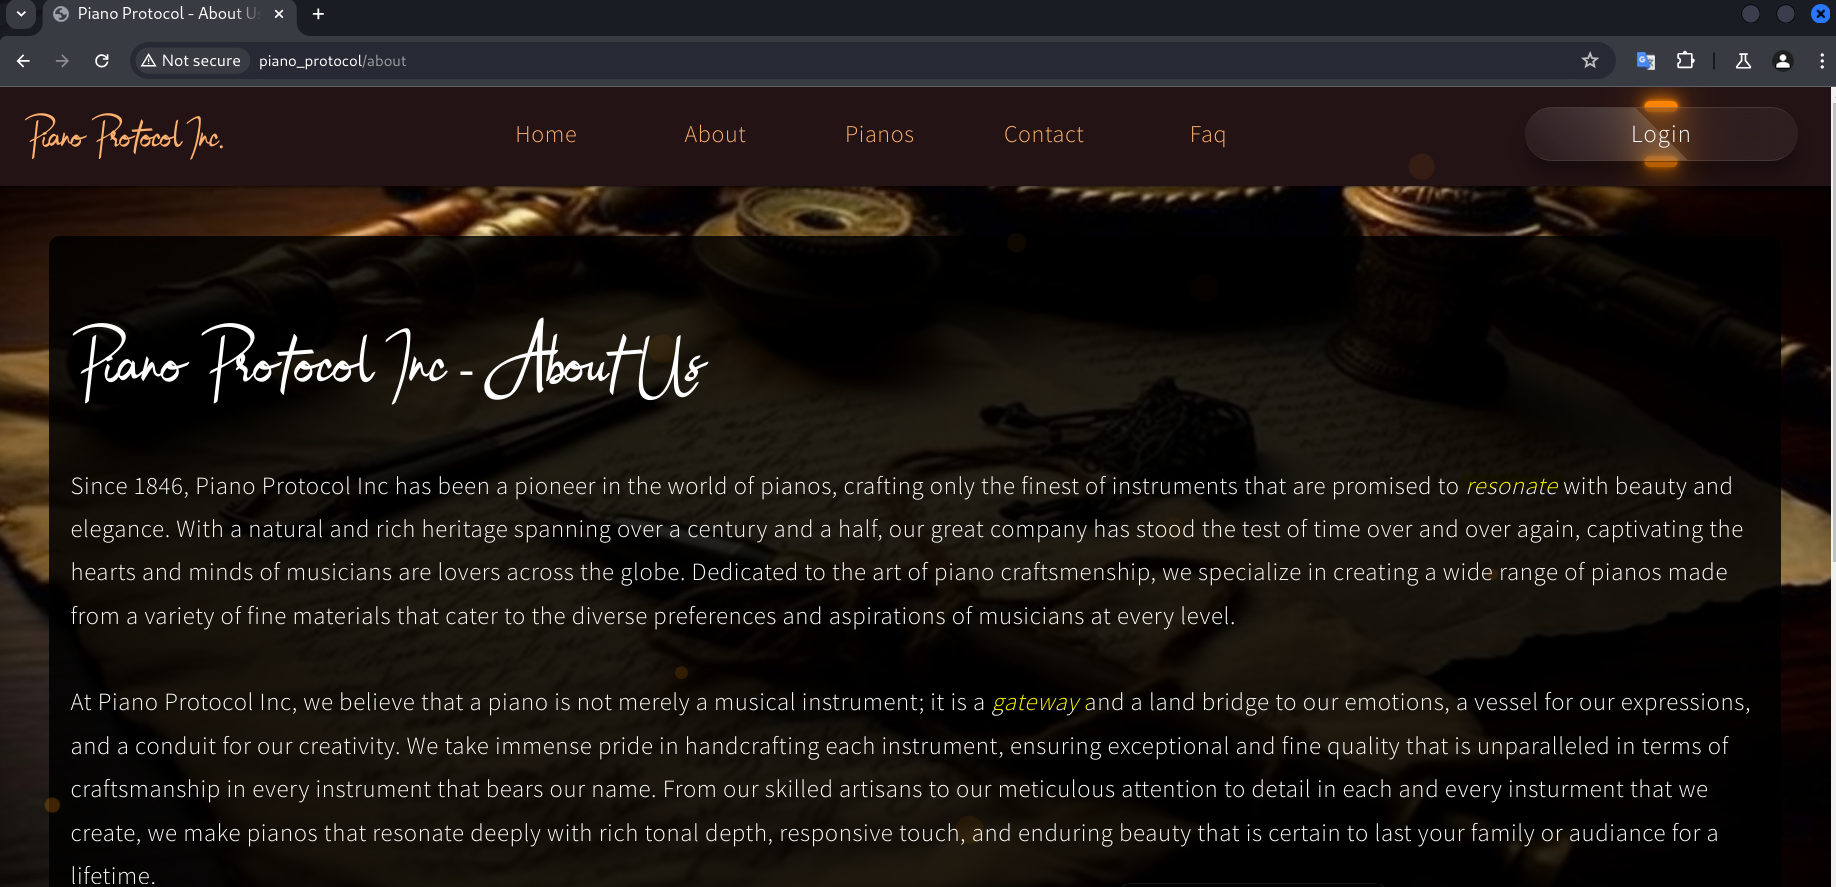 Piano Protocol - About Us
Not secure
piano_protocol/about
Piano Protocol Inc.
Home
About
Pianos
Contact
Faq
Login
Piano Protocol Inc - About Us
Since 1846, Piano Protocol Inc has been a pioneer in the world of pianos, crafting only the finest of instruments that are promised to resonate with beauty and
elegance. With a natural and rich heritage spanning over a century and a half, our great company has stood the test of time over and over again, captivating the
hearts and minds of musicians are lovers across the globe. Dedicated to the art of piano craftsmenship, we specialize in creating a wide range of pianos made
from a variety of fine materials that cater to the diverse preferences and aspirations of musicians at every level.
At Piano Protocol Inc, we believe that a piano is not merely a musical instrument; it is a gateway and a land bridge to our emotions, a vessel for our expressions,
and a conduit for our creativity. We take immense pride in handcrafting each instrument, ensuring exceptional and fine quality that is unparalleled in terms of
craftsmanship in every instrument that bears our name. From our skilled artisans to our meticulous attention to detail in each and every insturment that we
create, we make pianos that resonate deeply with rich tonal depth, responsive touch, and enduring beauty that is certain to last your family or audiance for a
lifetime.